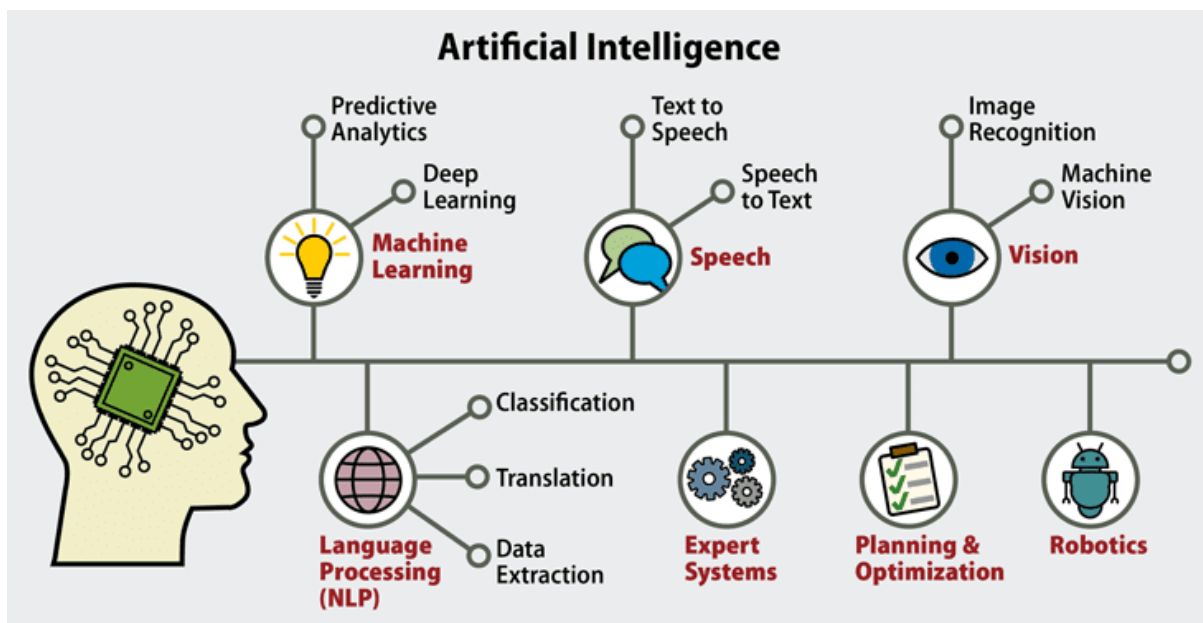 Artificial Intelligence
Predictive
Analytics
Deep
Learning
Machine
Learning
Text to
Speech
Speech
to Text
Speech
Image
Recognition
Machine
Vision
Vision
Classification
Translation
Data
Extraction
Language
Processing
(NLP)
Expert
Systems
Planning &
Optimization
Robotics